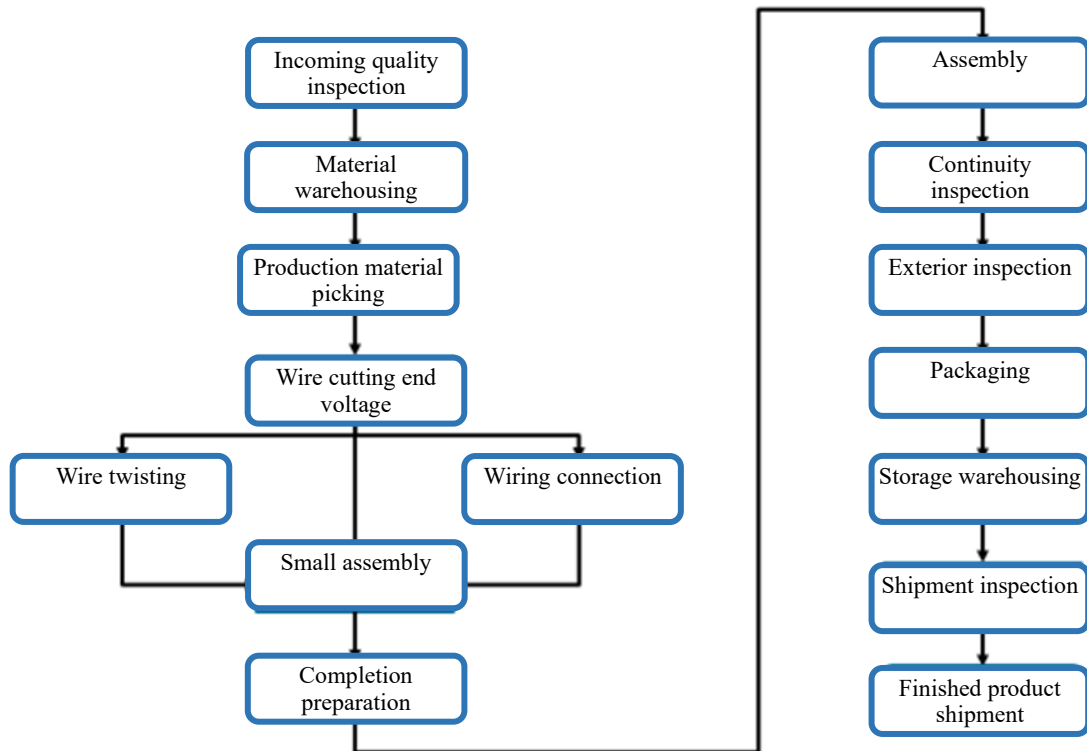 Incoming quality
inspection
Material
warehousing
Production material
picking
Wire cutting end
voltage
Wire twisting
Wiring connection
Small assembly
Completion
preparation
Assembly
Continuity
inspection
Exterior inspection
Packaging
Storage warehousing
Shipment inspection
Finished product
shipment